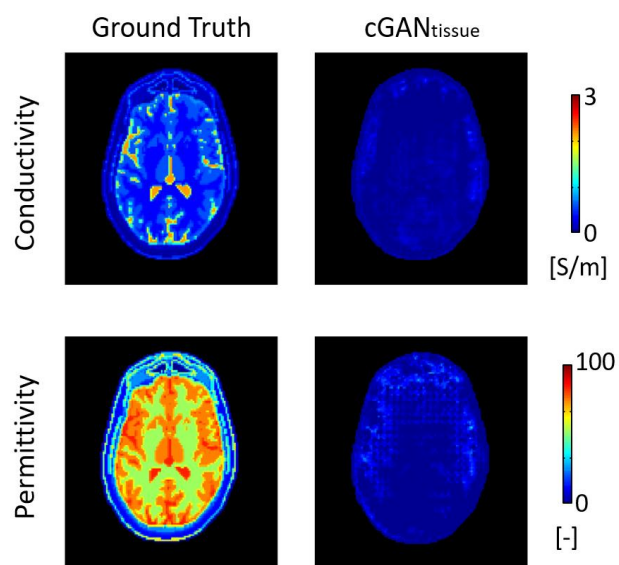 Ground Truth
cGANtissue
Conductivity
3
0
[S/m]
Permittivity
100
0
[-]